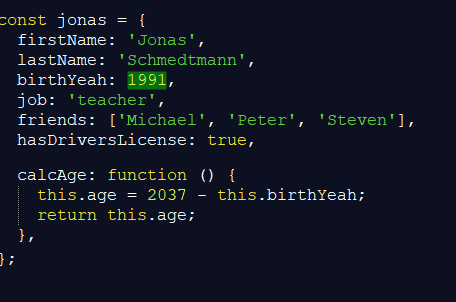 const jonas = {
  firstName: 'Jonas',
  lastName: 'Schmedtmann',
  birthYeah: 1991,
  job: 'teacher',
  friends: ['Michael', 'Peter', 'Steven'],
  hasDriversLicense: true,
  calcAge: function () {
    this.age = 2037 - this.birthYeah;
    return this.age;
  },
};